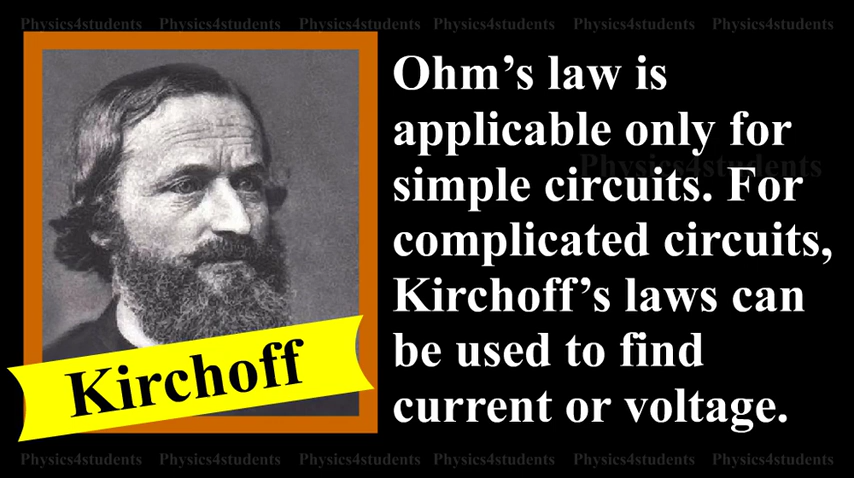 Physics4students Physics4students Physics4students Physics4students Physics4students Physics4students
Ohm’s law is
applicable only for
Physics4students
simple circuits. For
complicated circuits,
Kirchoff’s laws can
be used to find
current or voltage.
Kirchoff
Physics4students Physics4students Physics4students Physics4students Physics4students Physics4students